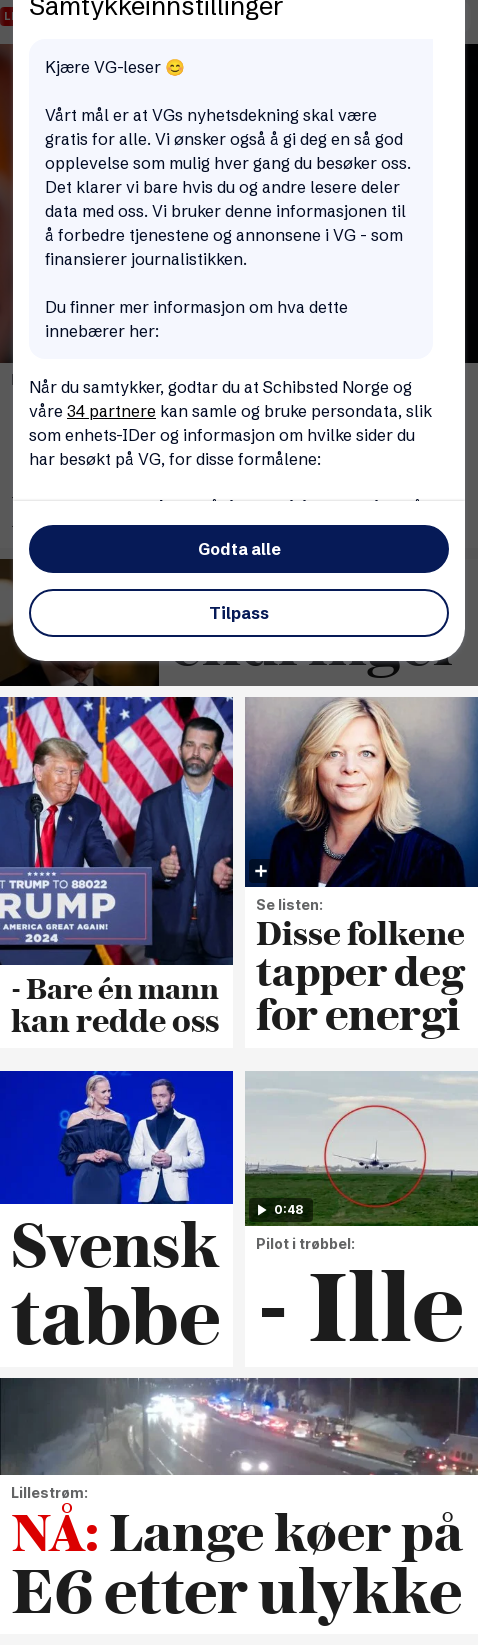 Samtykkeinnstillinger
Kjære VG-leser 😊
Vårt mål er at VGs nyhetsdekning skal være
gratis for alle. Vi ønsker også å gi deg en så god
opplevelse som mulig hver gang du besøker oss.
Det klarer vi bare hvis du og andre lesere deler
data med oss. Vi bruker denne informasjonen til
å forbedre tjenestene og annonsene i VG - som
finansierer journalistikken.
Du finner mer informasjon om hva dette
innebærer her:
Når du samtykker, godtar du at Schibsted Norge og
våre 34 partnere kan samle og bruke persondata, slik
som enhets-IDer og informasjon om hvilke sider du
har besøkt på VG, for disse formålene:
Godta alle
Tilpass
TRUMP TO 88022
TRUMP
AMERICA GREAT AGAIN!
2024
- Bare én mann
kan redde oss
Se listen:
Disse folkene
tapper deg
for energi
Svensk
tabbe
0:48
Pilot i trøbbel:
- Ille
Lillestrøm:
NÅ: Lange køer på
E6 etter ulykke